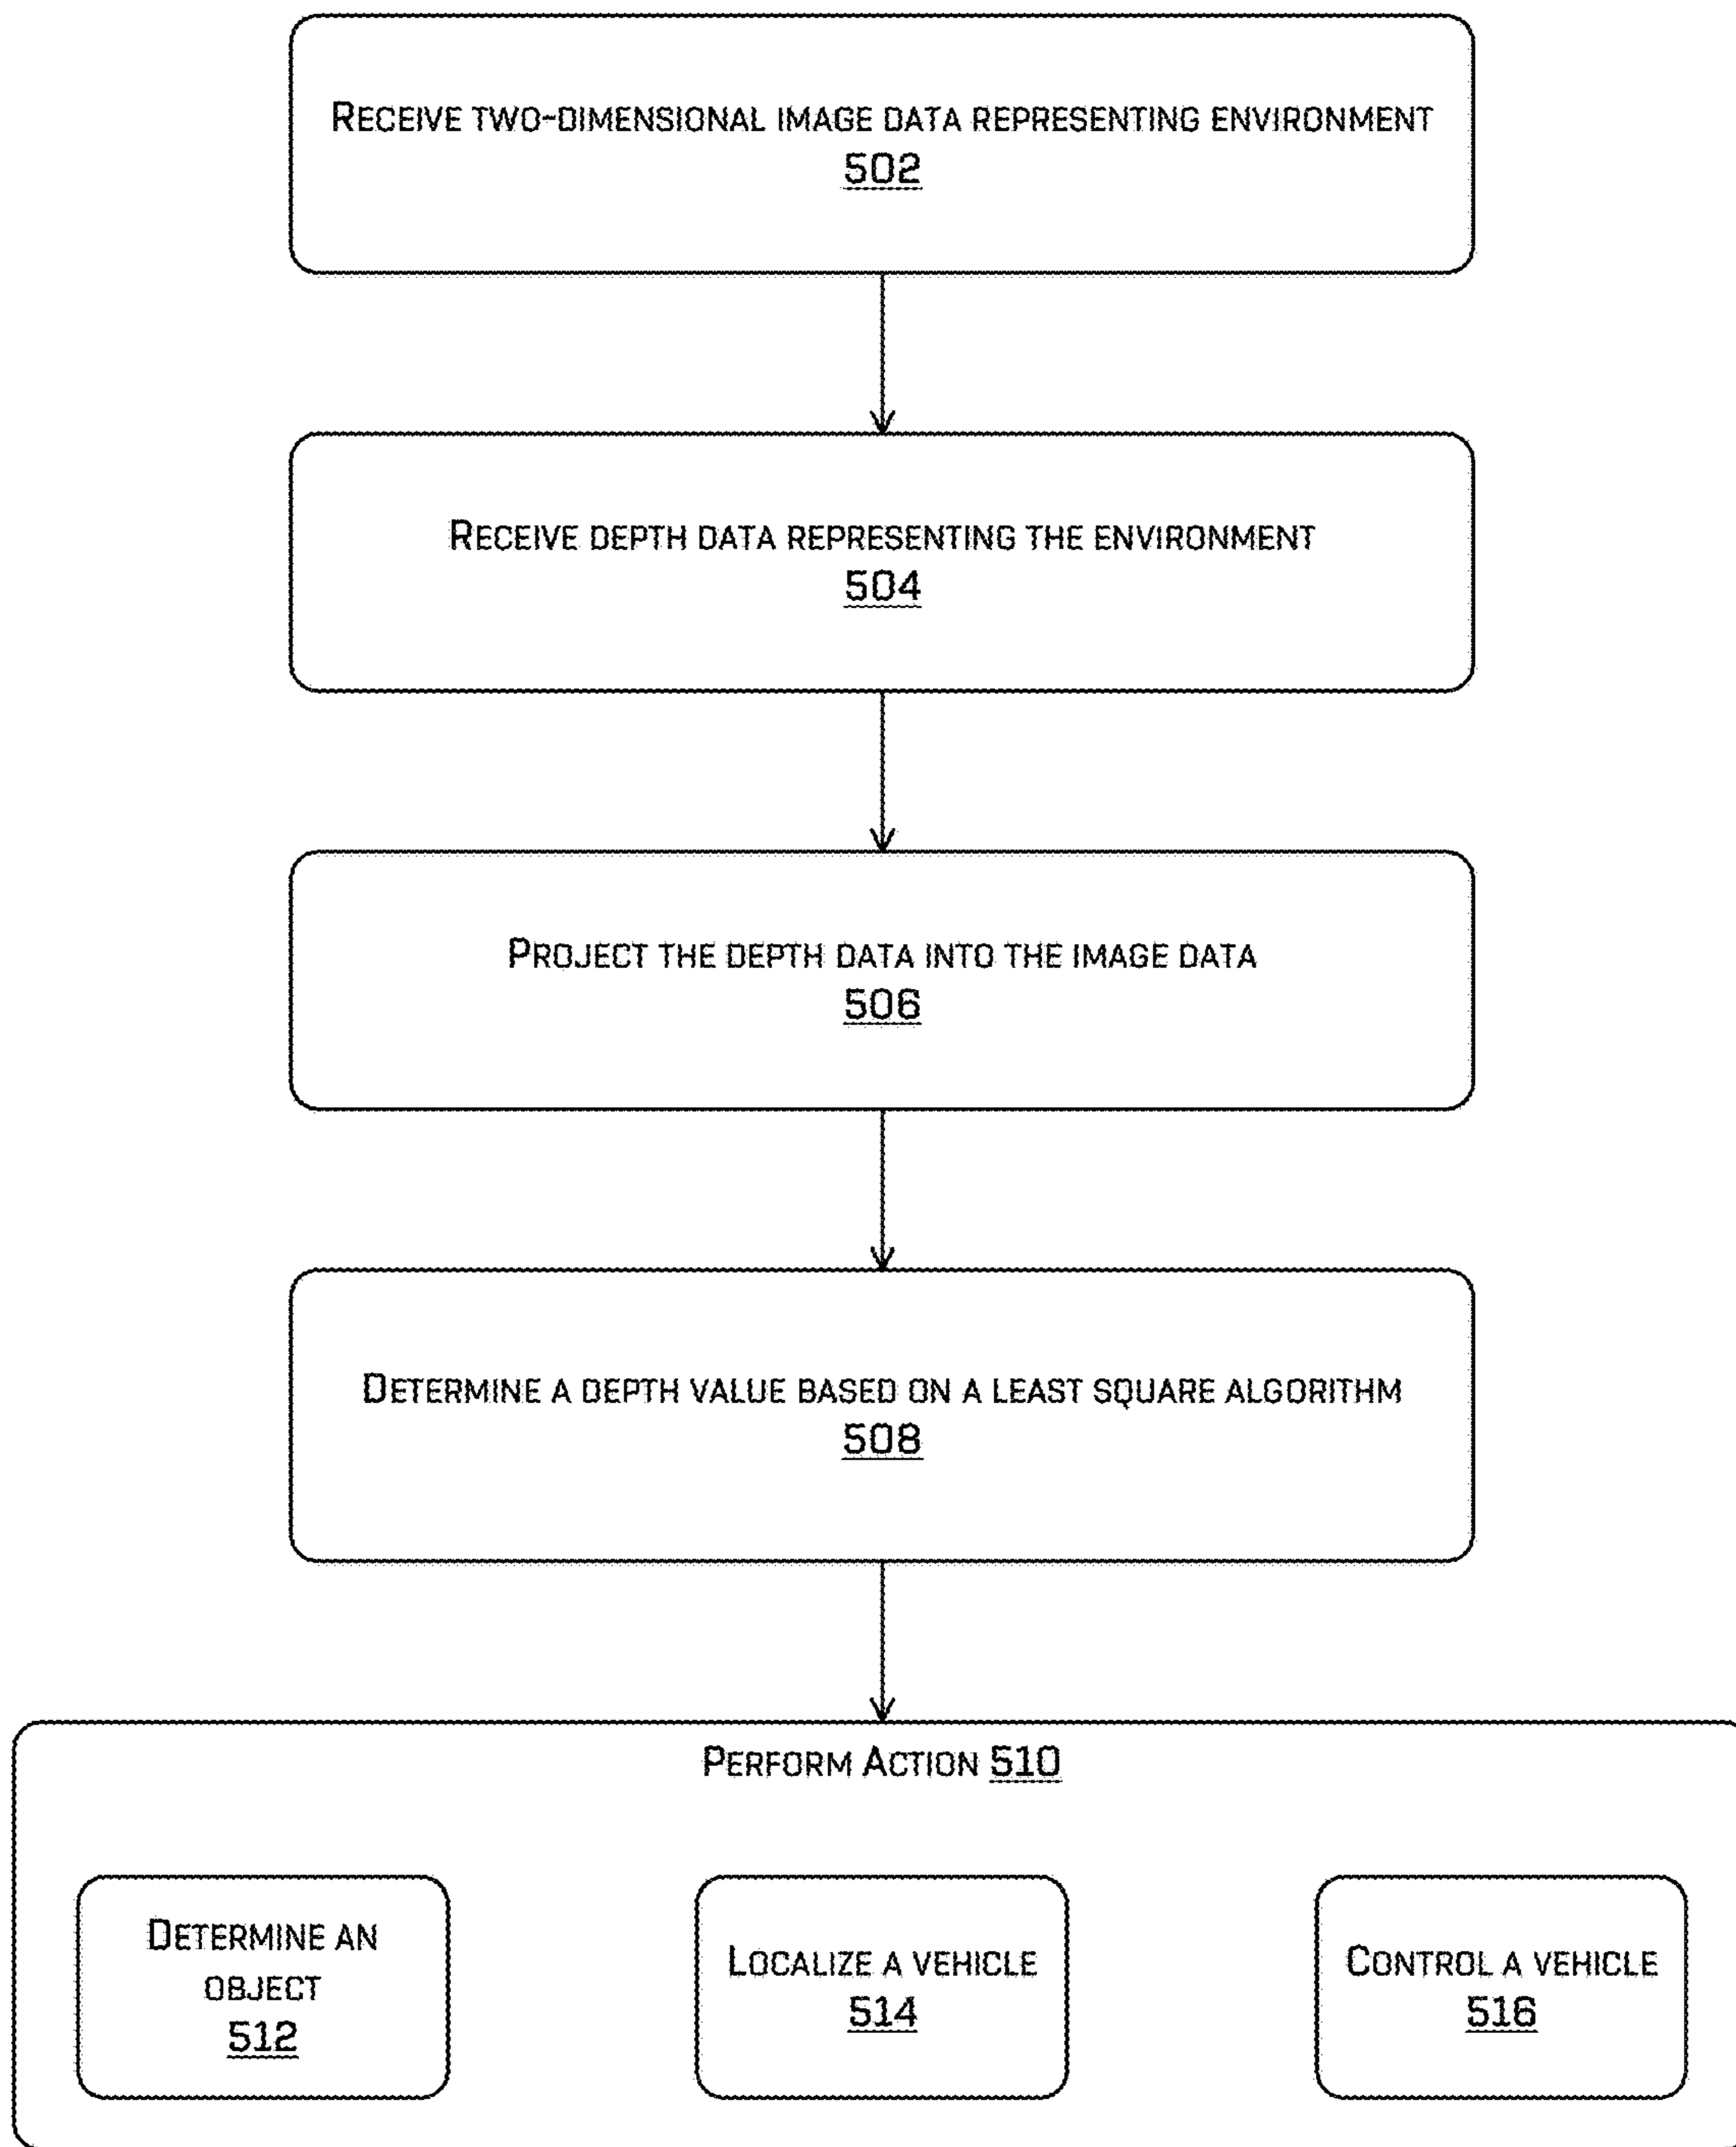 Receive two-dimensional image data representing environment
502
Receive depth data representing the environment
504
Project the depth data into the image data
506
Determine a depth value based on a least square algorithm
508
Perform Action 510
Determine an
object
512
Localize a vehicle
514
Control a vehicle
516